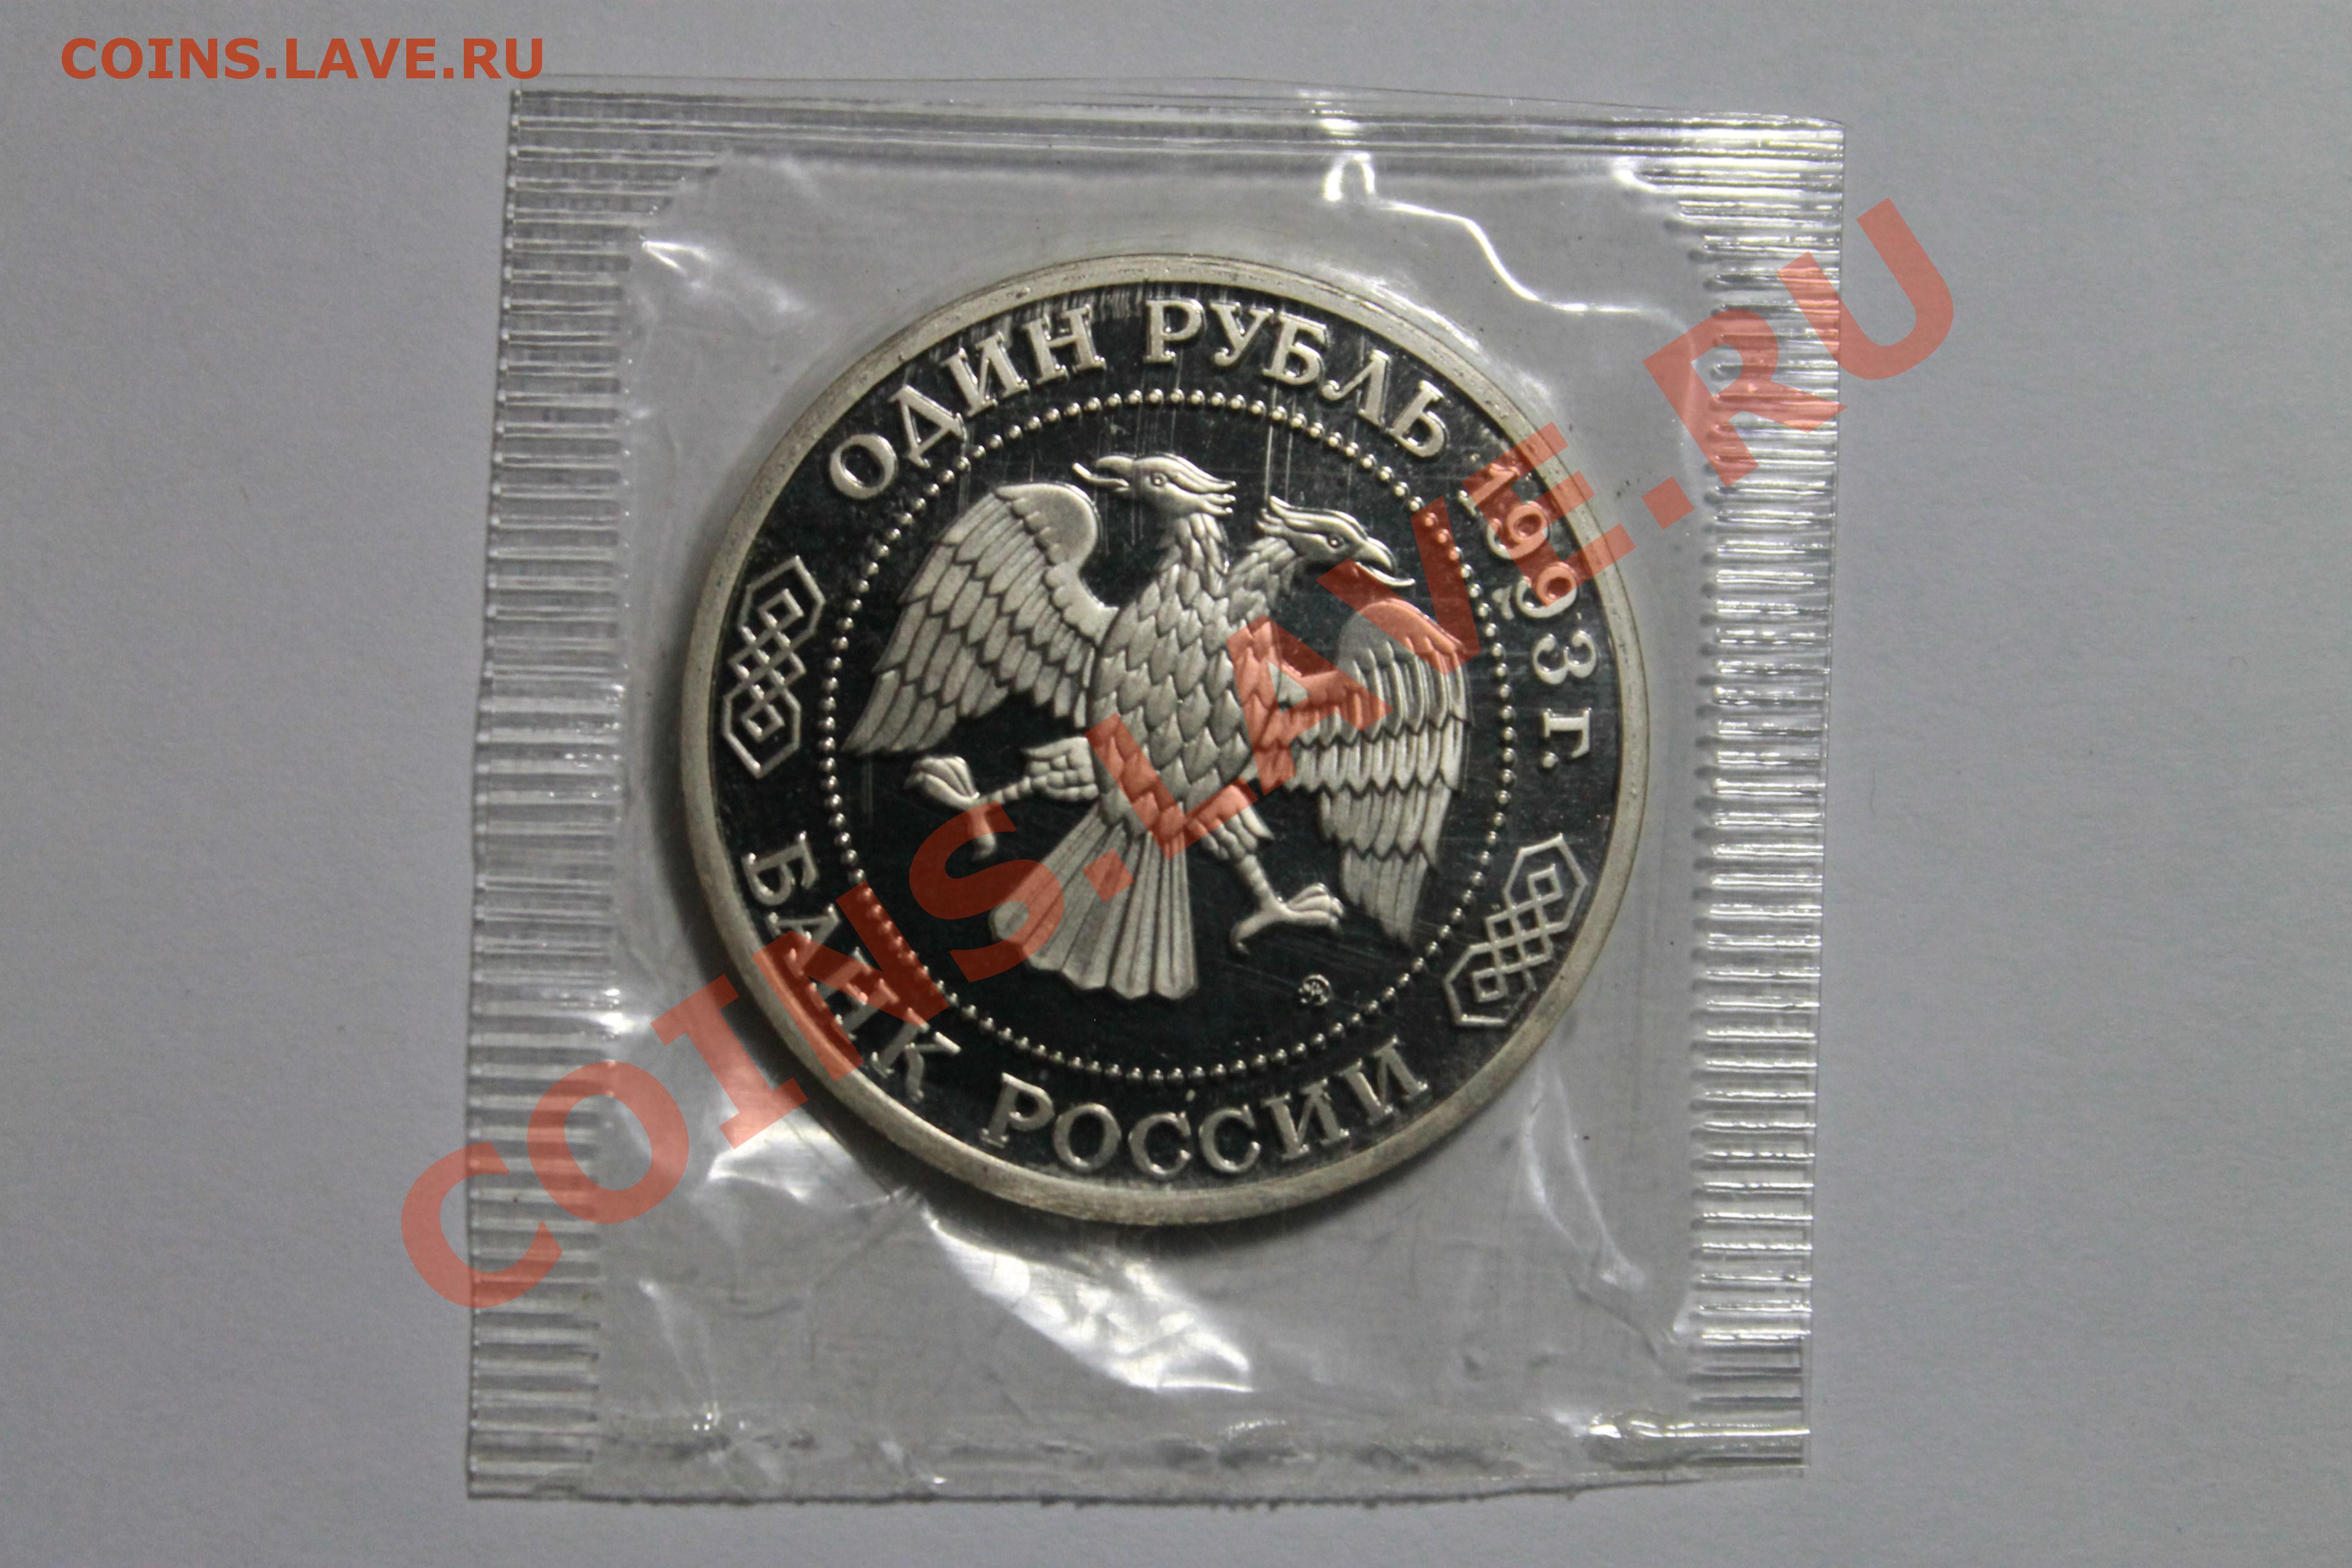 COINS.LAVE.RU
ОДИН РУБЛЬ 1993 г.
БАНК РОССИИ
COINS.LAVE.RU